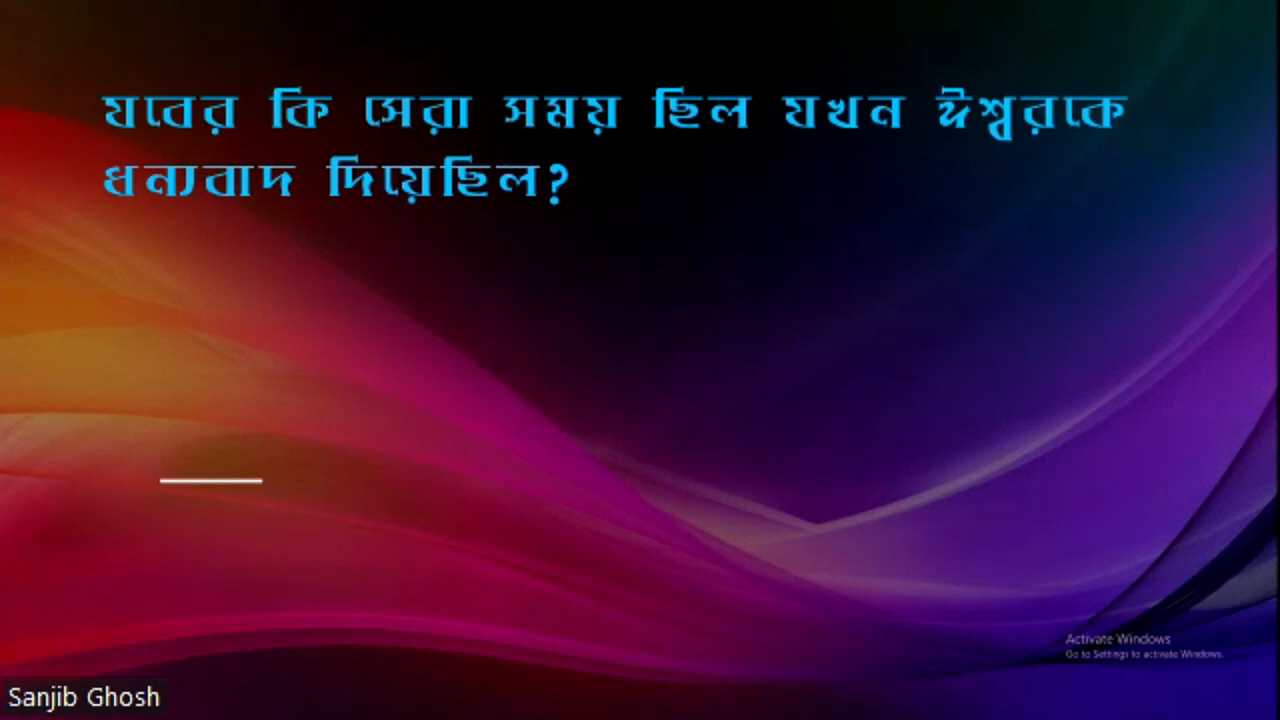 যবের কি সেরা সময় ছিল যখন ঈশ্বরকে
ধন্যবাদ দিয়েছিল?
Activate Windows
Go to Settings to activate Windows.
Sanjib Ghosh